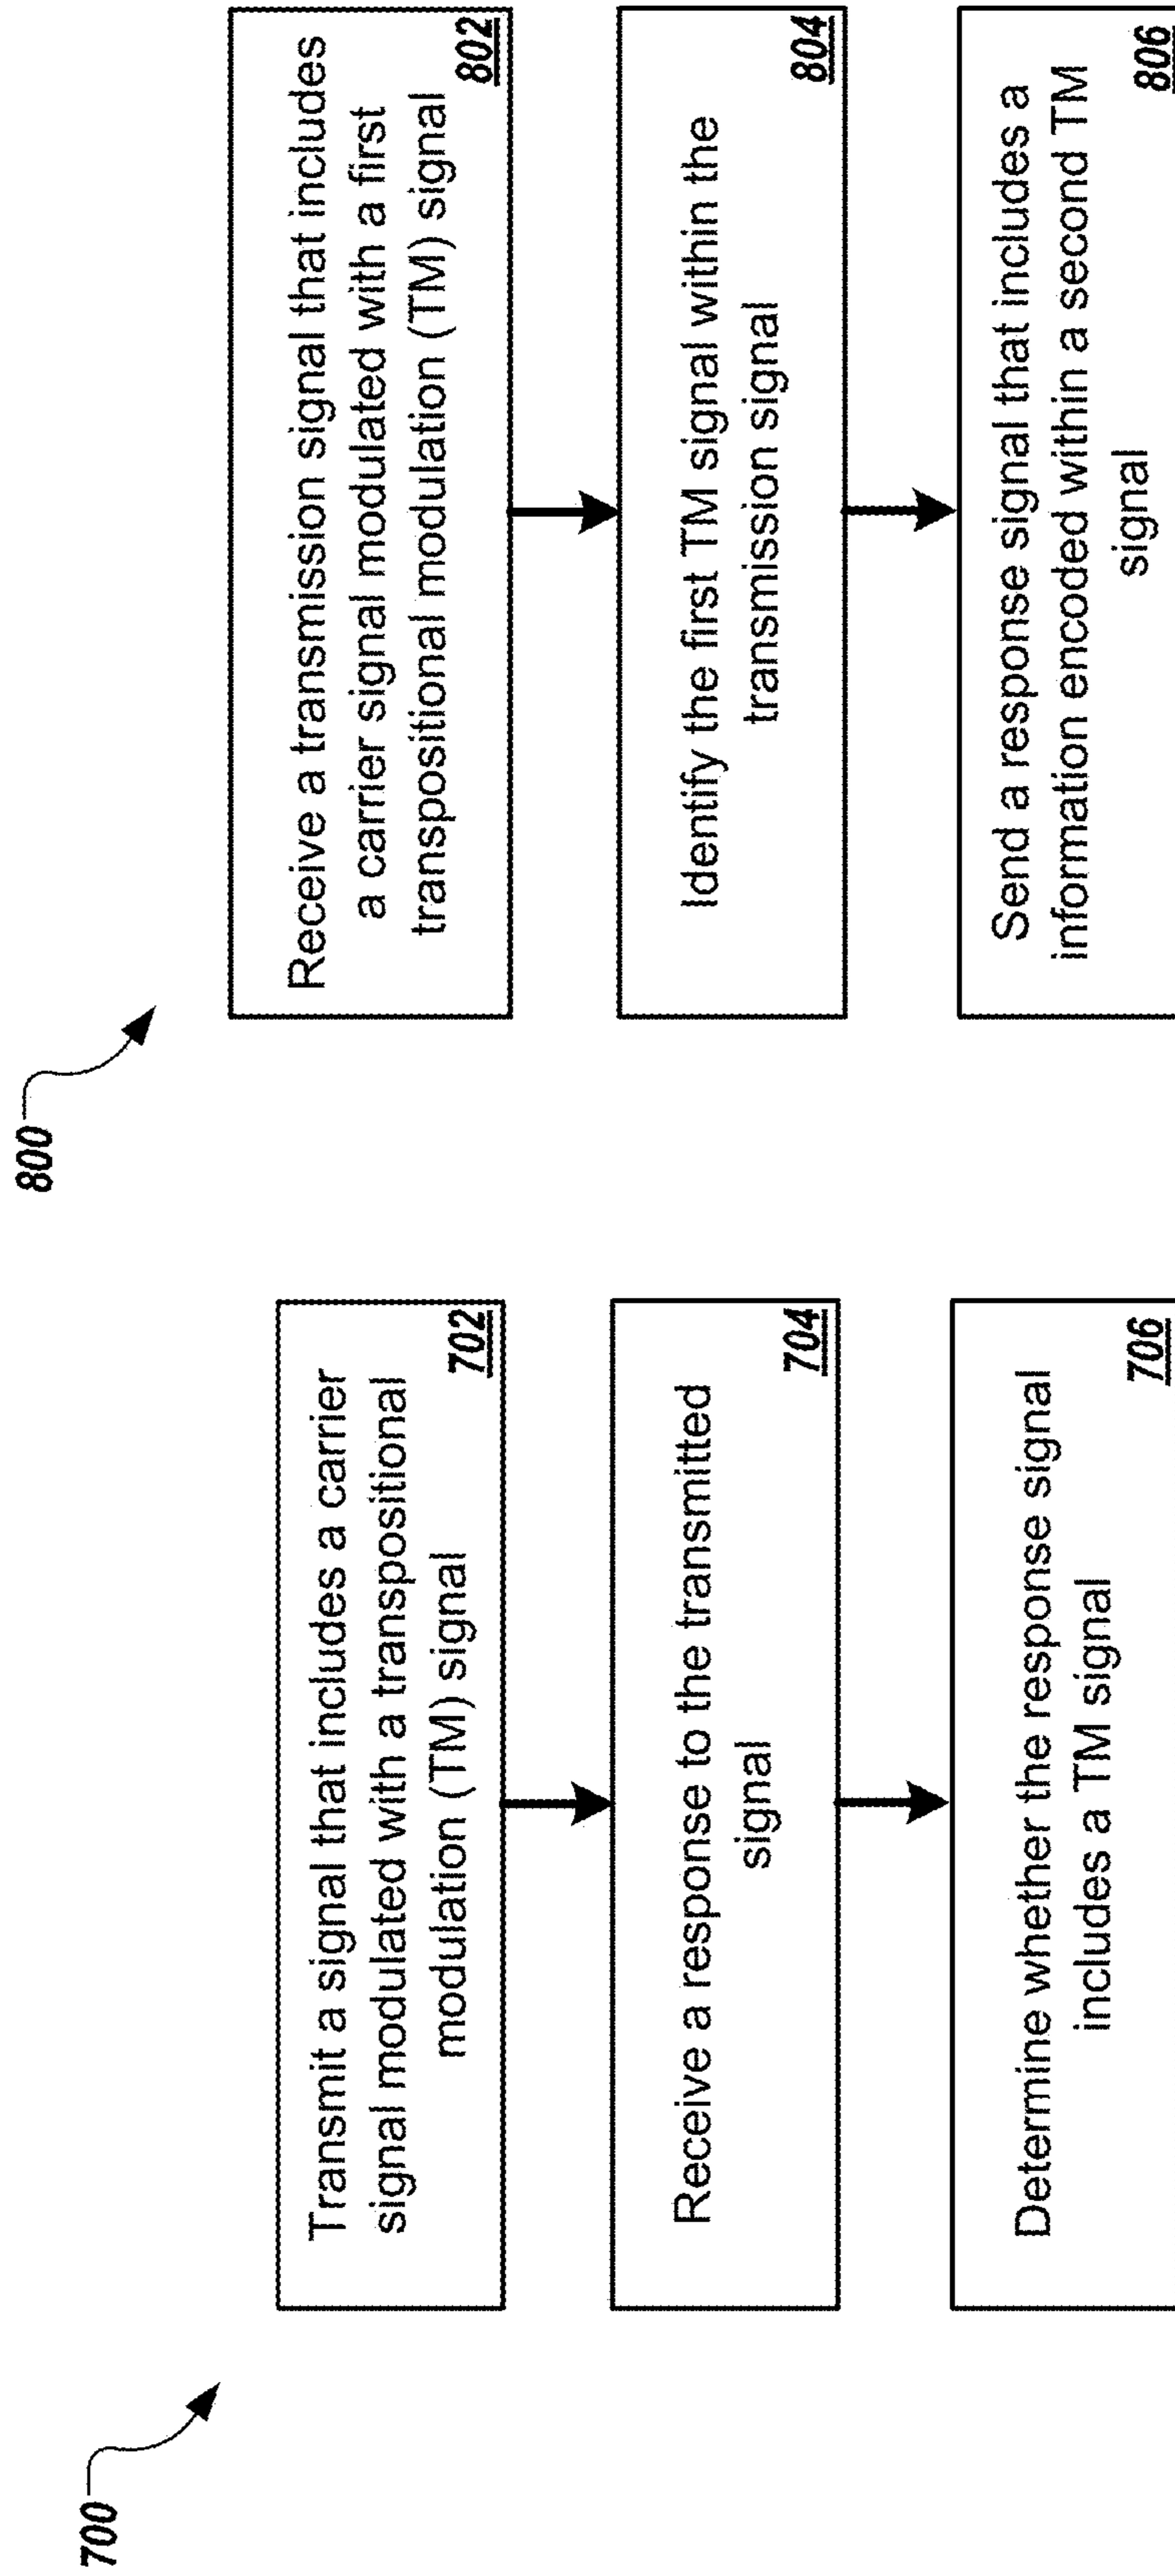 700
Transmit a signal that includes a carrier
signal modulated with a transpositional
modulation (TM) signal
702
Receive a response to the transmitted
signal
704
Determine whether the response signal
includes a TM signal
706
800
Receive a transmission signal that includes
a carrier signal modulated with a first
transpositional modulation (TM) signal
802
Identify the first TM signal within the
transmission signal
804
Send a response signal that includes a
information encoded within a second TM
signal
806